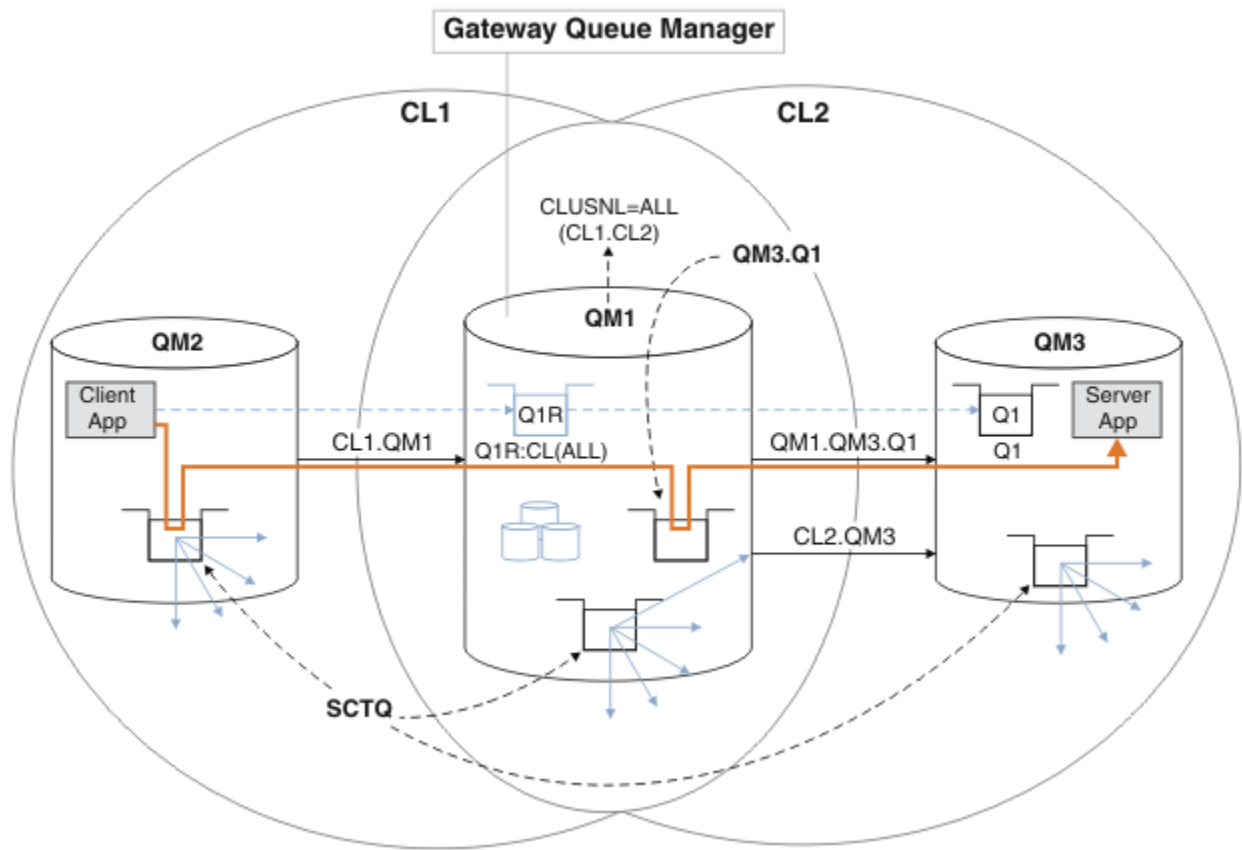 Gateway Queue Manager
CL1
CL2
CLUSNL=ALL
(CL1.CL2)
QM3.Q1
QM2
QM1
QM3
Client
App
Q1R
Q1
Server
App
CL1.QM1
Q1R:CL(ALL)
QM1.QM3.Q1
Q1
CL2.QM3
SCTQ